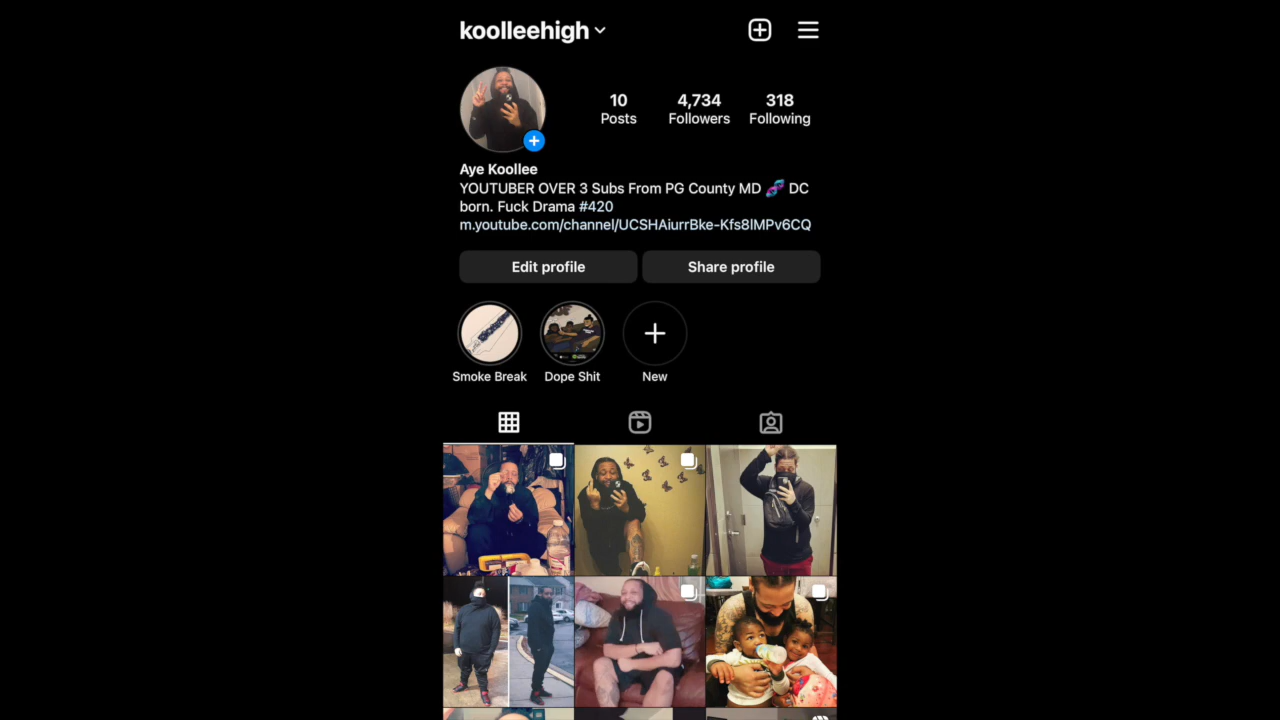 koolleehigh
10 4,734 318
Posts Followers Following
Aye Koollee
YOUTUBER OVER 3 Subs From PG County MD 🧬 DC
born. Fuck Drama #420
m.youtube.com/channel/UCSHAiurrBke-Kfs8lMPv6CQ
Edit profile Share profile
Smoke Break Dope Shit New